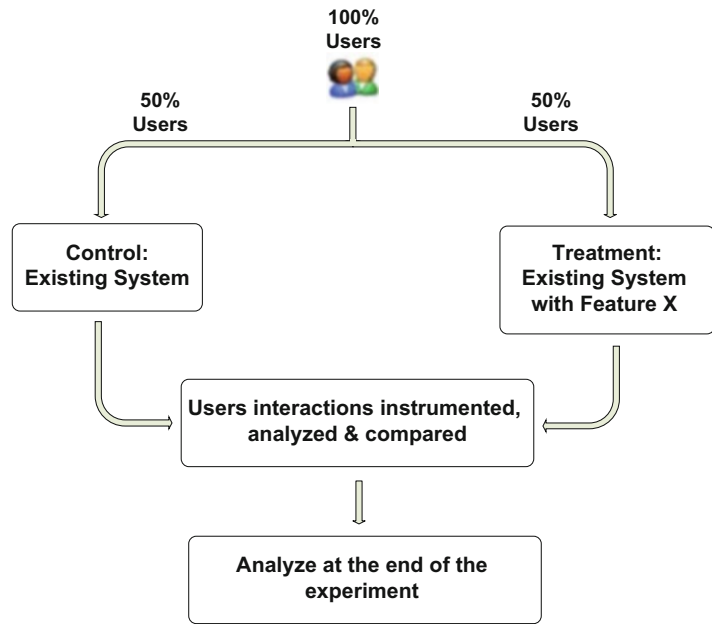 100%
Users
50%
Users
50%
Users
Control:
Existing System
Treatment:
Existing System
with Feature X
Users interactions instrumented,
analyzed & compared
Analyze at the end of the
experiment